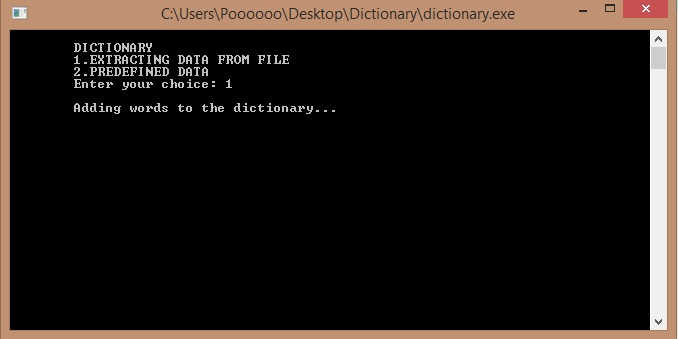 C:\Users\Poooooo\Desktop\Dictionary\dictionary.exe
DICTIONARY
1.EXTRACTING DATA FROM FILE
2.PREDEFINED DATA
Enter your choice: 1
Adding words to the dictionary...